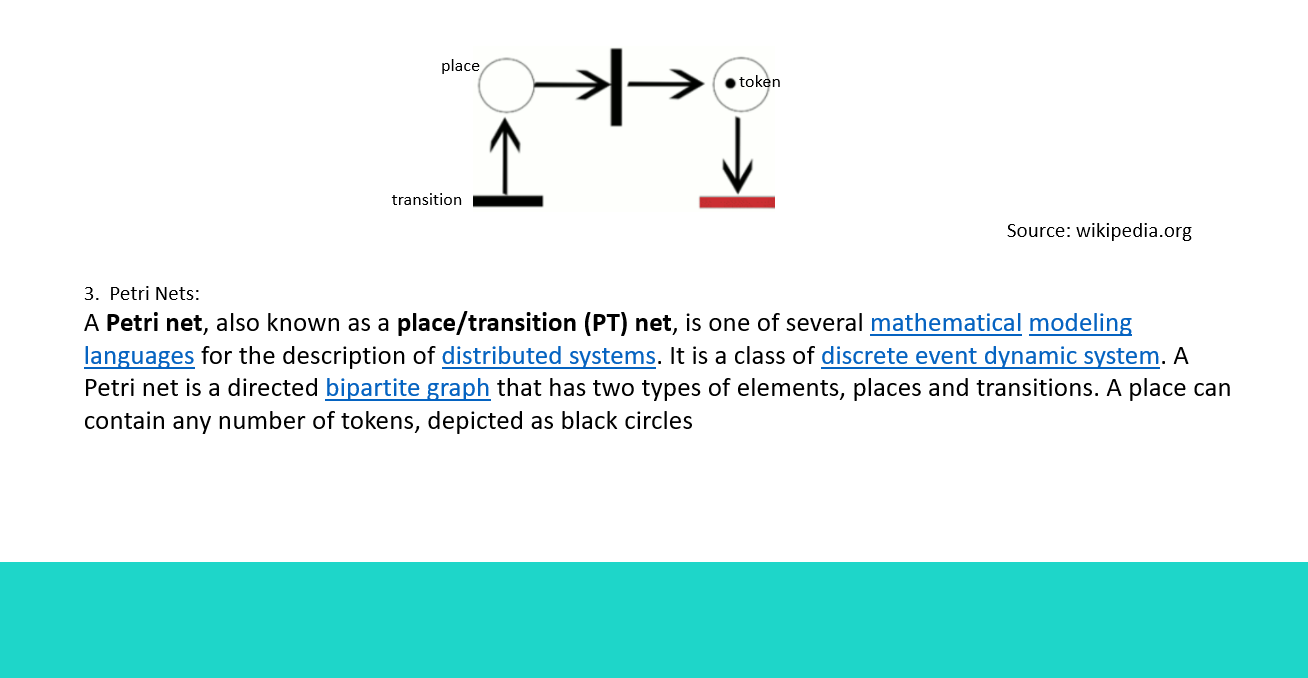 place
token
transition
Source: wikipedia.org
3.  Petri Nets:
A Petri net, also known as a place/transition (PT) net, is one of several mathematical modeling
languages for the description of distributed systems. It is a class of discrete event dynamic system. A
Petri net is a directed bipartite graph that has two types of elements, places and transitions. A place can
contain any number of tokens, depicted as black circles